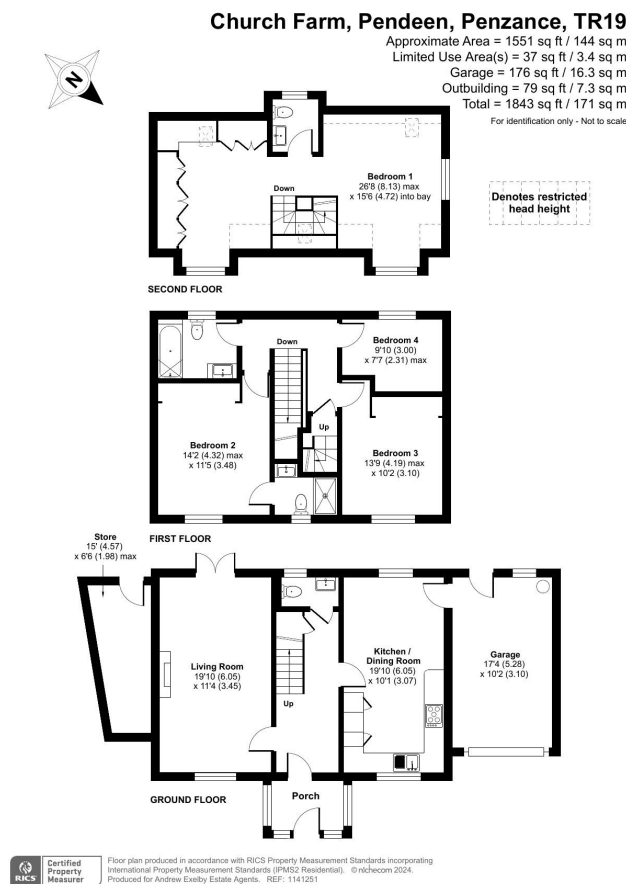 Church Farm, Pendeen, Penzance, TR19
Approximate Area = 1551 sq ft / 144 sq m
Limited Use Area(s) = 37 sq ft / 3.4 sq m
Garage = 176 sq ft / 16.3 sq m
Outbuilding = 79 sq ft / 7.3 sq m
Total = 1843 sq ft / 171 sq m
For identification only - Not to scale
N
Bedroom 1
26'8 (8.13) max
x 15'6 (4.72) into bay
Down
Denotes restricted
head height
SECOND FLOOR
Down
Bedroom 4
9'10 (3.00)
x 7'7 (2.31) max
Up
Bedroom 2
14'2 (4.32) max
x 11'5 (3.48)
Bedroom 3
13'9 (4.19) max
x 10'2 (3.10)
FIRST FLOOR
Store
15' (4.57)
x 6'6 (1.98) max
Living Room
19'10 (6.05)
x 11'4 (3.45)
Up
Kitchen /
Dining Room
19'10 (6.05)
x 10'1 (3.07)
Garage
17'4 (5.28)
x 10'2 (3.10)
Porch
GROUND FLOOR
RICS
Certified
Property
Measurer
Floor plan produced in accordance with RICS Property Measurement Standards incorporating
International Property Measurement Standards (IPMS2 Residential). © nlchecom 2024.
Produced for Andrew Exelby Estate Agents. REF: 1141251